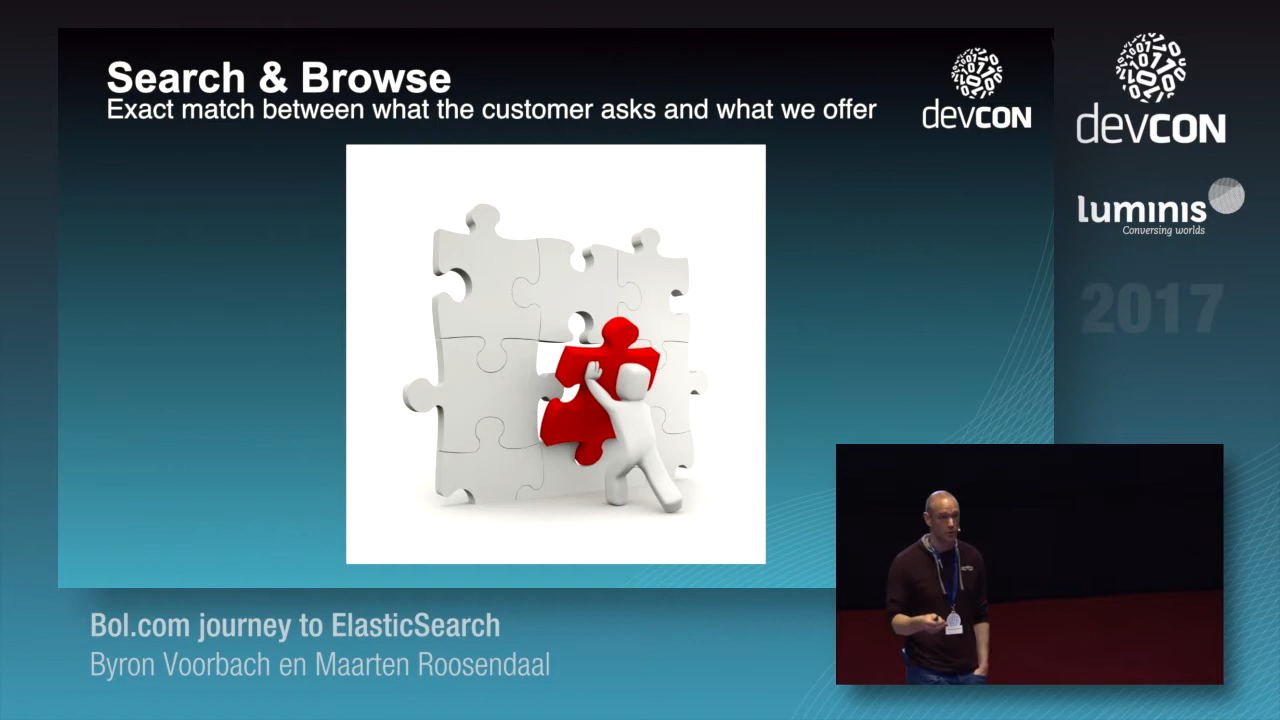 Search & Browse
Exact match between what the customer asks and what we offer
devcon
devcon
luminis
Conversing worlds
2017
Bol.com journey to ElasticSearch
Byron Voorbach en Maarten Roosendaal